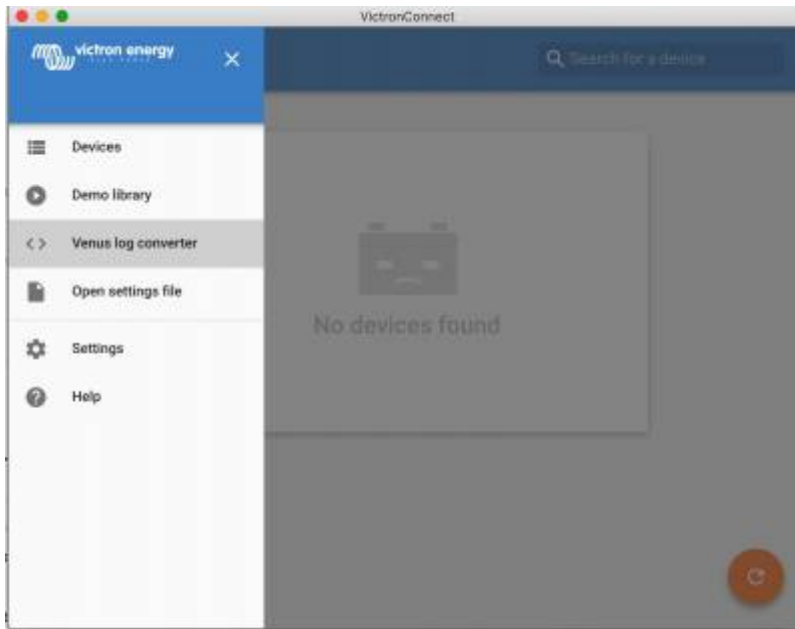 VictronConnect
victron energy
Search for a device
Devices
Demo library
Venus log converter
Open settings file
No devices found
Settings
Help